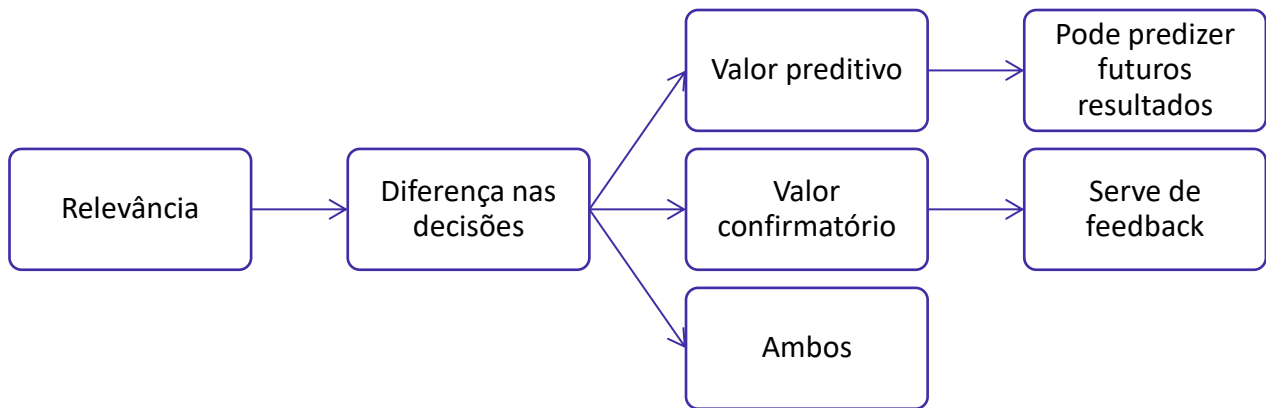 Relevância
Diferença nas
decisões
Valor preditivo
Pode predizer
futuros
resultados
Valor
confirmatório
Serve de
feedback
Ambos